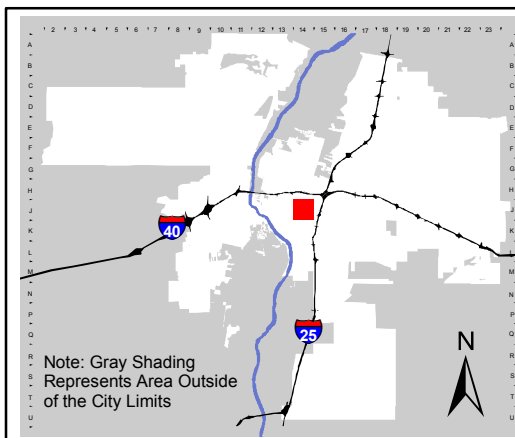 1 2 3 4 5 6 7 8 9 10 11 12 13 14 15 16 17 18 19 20 21 22 23
A A
B B
C C
D D
E E
F F
G G
H H
J J
K K
L L
M M
N N
P P
Q Q
R R
S S
T T
U U
40
25
N
Note: Gray Shading
Represents Area Outside
of the City Limits